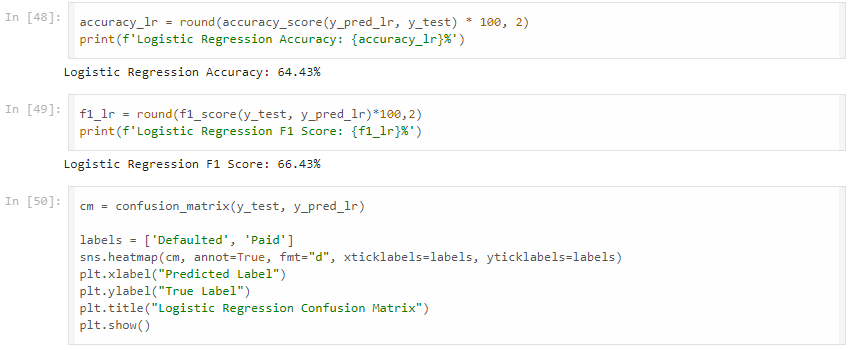 In [48]:
accuracy_lr = round(accuracy_score(y_pred_lr, y_test) * 100, 2)
print(f'Logistic Regression Accuracy: {accuracy_lr}%')
Logistic Regression Accuracy: 64.43%
In [49]:
f1_lr = round(f1_score(y_test, y_pred_lr)*100,2)
print(f'Logistic Regression F1 Score: {f1_lr}%')
Logistic Regression F1 Score: 66.43%
In [50]:
cm = confusion_matrix(y_test, y_pred_lr)
labels = ['Defaulted', 'Paid']
sns.heatmap(cm, annot=True, fmt="d", xticklabels=labels, yticklabels=labels)
plt.xlabel("Predicted Label")
plt.ylabel("True Label")
plt.title("Logistic Regression Confusion Matrix")
plt.show()